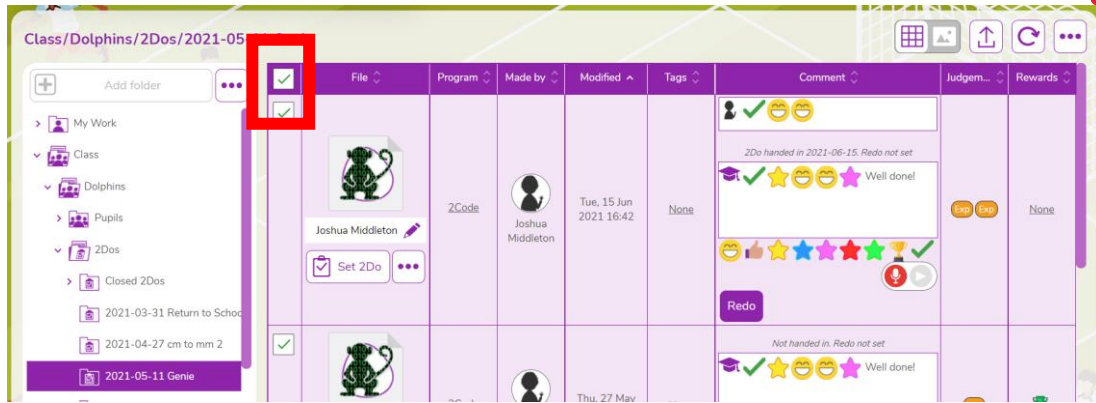 Class/Dolphins/2Dos/2021-05
Add folder
My Work
Class
Dolphins
Pupils
2Dos
Closed 2Dos
2021-03-31 Return to Schoo
2021-04-27 cm to mm 2
2021-05-11 Genie
File Program Made by Modified Tags Comment Judgem... Rewards
2Do handed in 2021-06-15. Redo not set
Well done!
Joshua Middleton
Set 2Do
2Code
Joshua
Middleton
Tue, 15 Jun
2021 16:42
None
Exp Exp
None
Redo
Not handed in. Redo not set
Well done!
Thu, 27 May